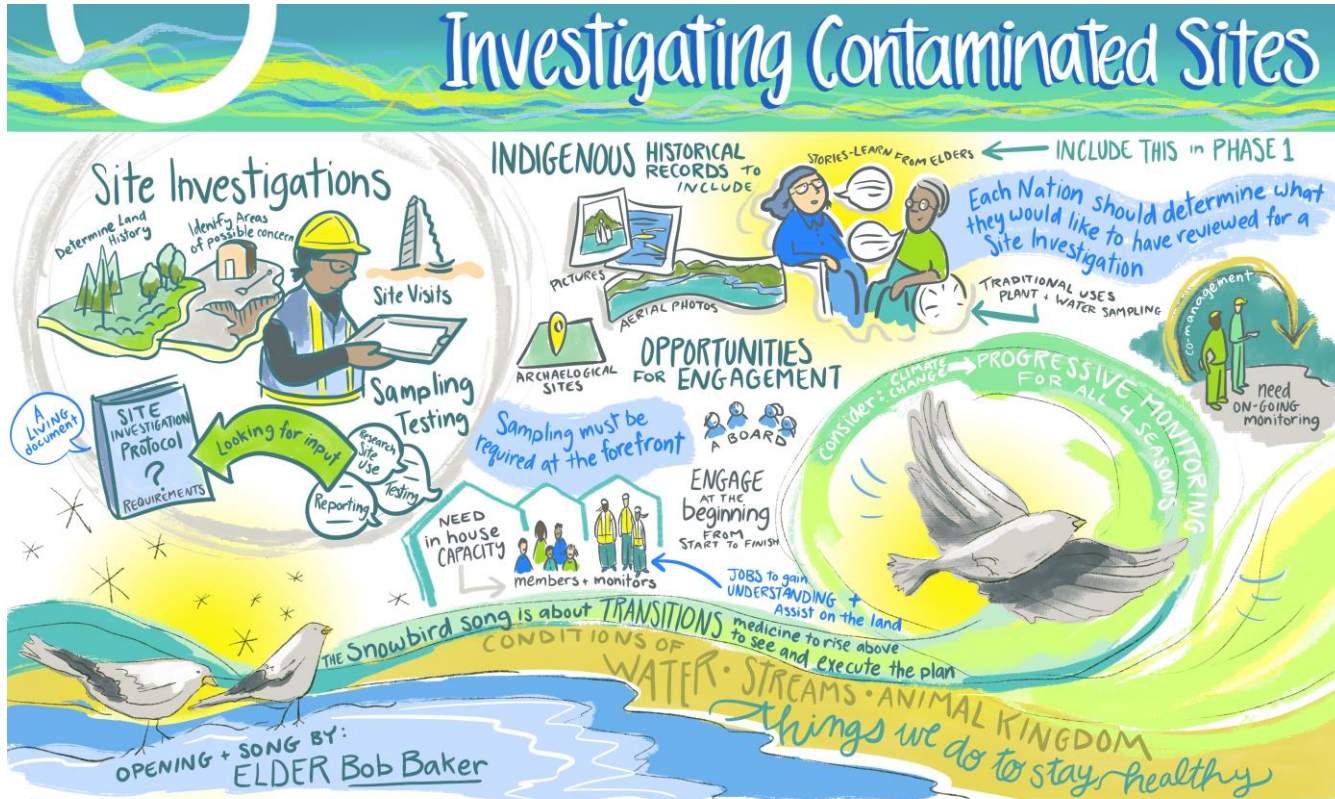 Investigating Contaminated Sites
Site Investigations
Determine Land
History
Identify Areas
of possible concern
Site Visits
Sampling
Testing
A
LIVING
document
SITE
INVESTIGATION
PROTOCOL
?
REQUIREMENTS
Looking for input
Research
Site
Use
Testing
Reporting
INDIGENOUS HISTORICAL
RECORDS to
INCLUDE
STORIES-LEARN FROM ELDERS
INCLUDE THIS in PHASE 1
PICTURES
AERIAL PHOTOS
ARCHAELOGICAL
SITES
Each Nation should determine what
they would like to have reviewed for a
Site Investigation
TRADITIONAL USES
PLANT + WATER SAMPLING
co-management
need
ON-GOING
monitoring
OPPORTUNITIES
FOR ENGAGEMENT
Sampling must be
required at the forefront
A BOARD
ENGAGE
AT THE
beginning
FROM
START to FINISH
NEED
in house
CAPACITY
members + monitors
JOBS to gain
UNDERSTANDING +
Assist on the land
consider: CLIMATE
CHANGE
PROGRESSIVE MONITORING
FOR ALL 4 SEASONS
THE Snowbird song is about TRANSITIONS
medicine to rise above
to see and execute the plan
CONDITIONS OF
WATER · STREAMS · ANIMAL KINGDOM
things we do to stay healthy
OPENING + SONG BY:
ELDER Bob Baker